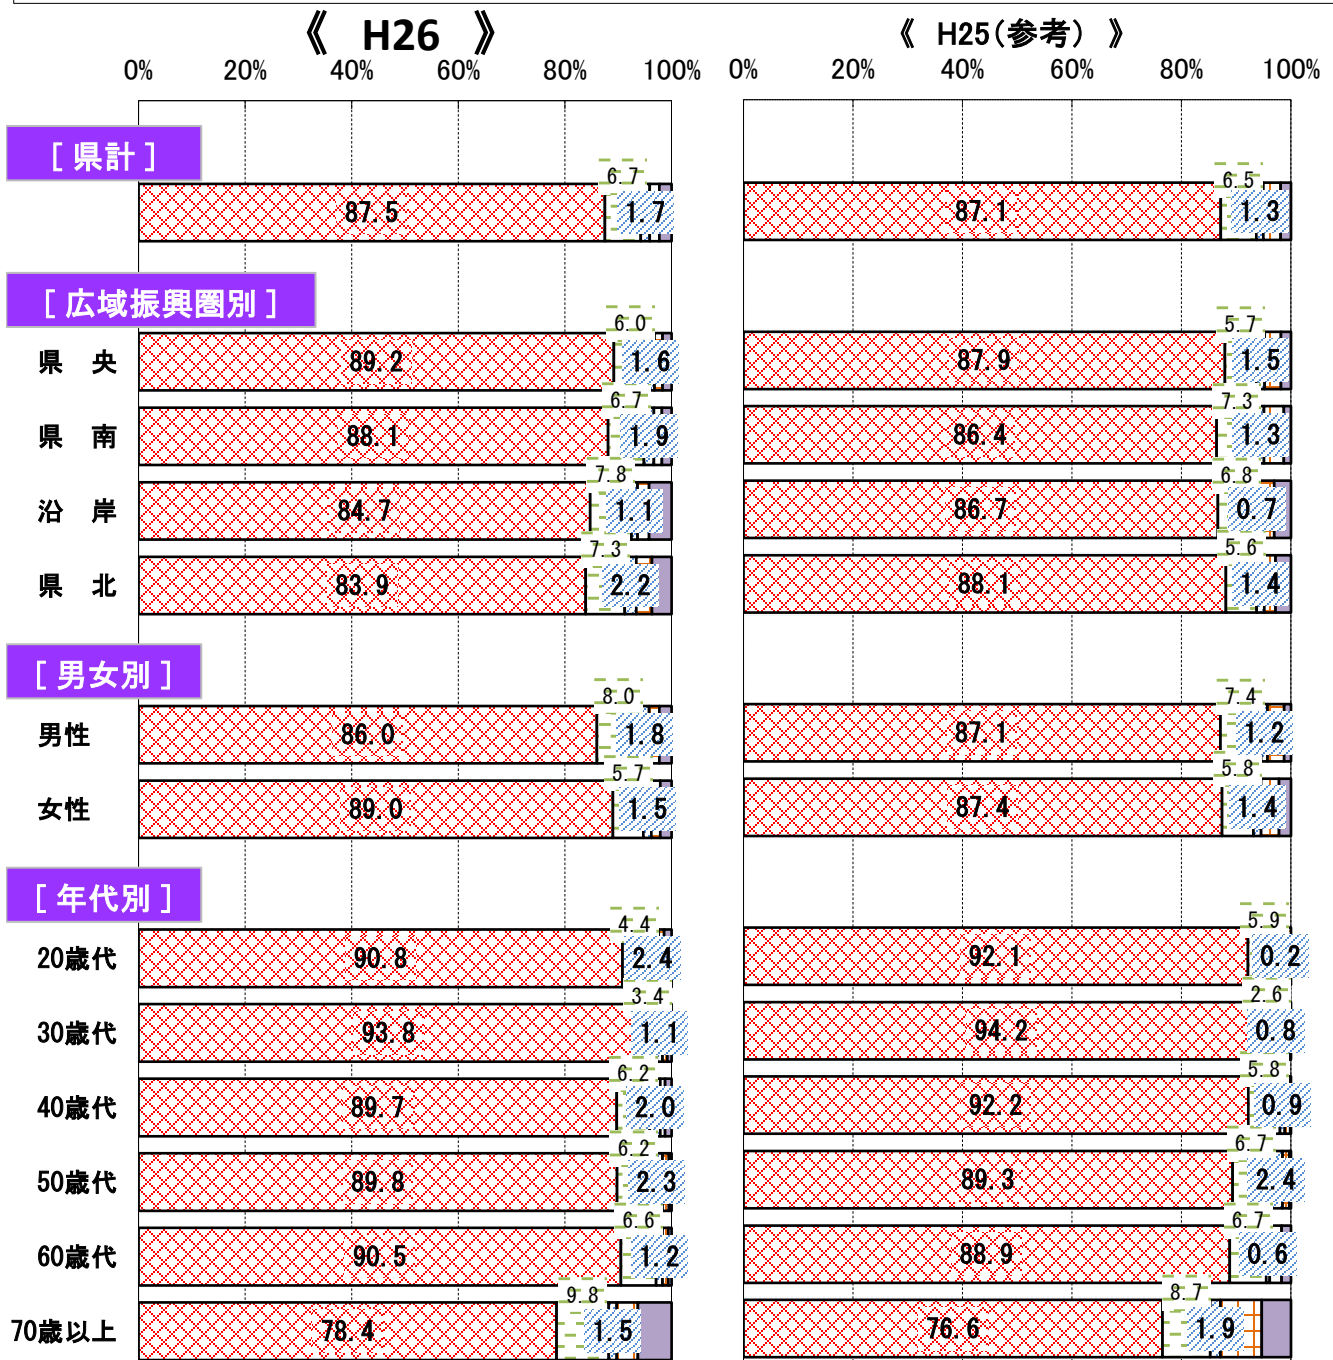 《 H26 》
《 H25(参考) 》
0% 20% 40% 60% 80% 100%
0% 20% 40% 60% 80% 100%
[ 県計 ]
87.5 6.7 1.7
87.1 6.5 1.3
[ 広域振興圏別 ]
県 央 89.2 6.0 1.6
87.9 5.7 1.5
県 南 88.1 6.7 1.9
86.4 7.3 1.3
沿 岸 84.7 7.8 1.1
86.7 6.8 0.7
県 北 83.9 7.3 2.2
88.1 5.6 1.4
[ 男女別 ]
男性 86.0 8.0 1.8
87.1 7.4 1.2
女性 89.0 5.7 1.5
87.4 5.8 1.4
[ 年代別 ]
20歳代 90.8 4.4 2.4
92.1 5.9 0.2
30歳代 93.8 3.4 1.1
94.2 2.6 0.8
40歳代 89.7 6.2 2.0
92.2 5.8 0.9
50歳代 89.8 6.2 2.3
89.3 6.7 2.4
60歳代 90.5 6.6 1.2
88.9 6.7 0.6
70歳以上 78.4 9.8 1.5
76.6 8.7 1.9